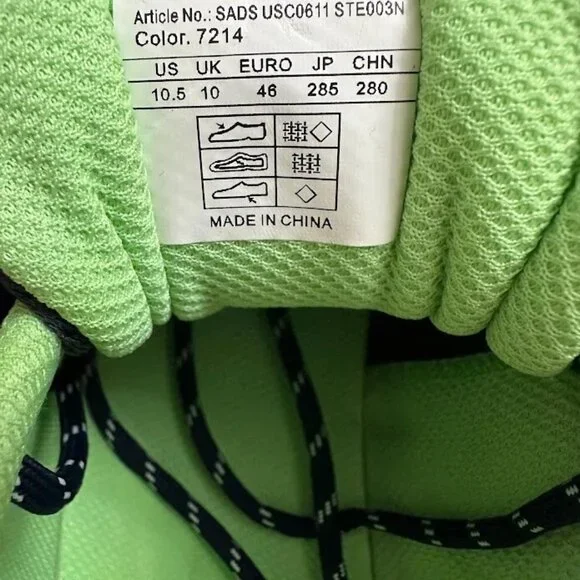 Article No.: SADS USC0611 STE003N
Color. 7214
US UK EURO JP CHN
10.5 10 46 285 280
MADE IN CHINA